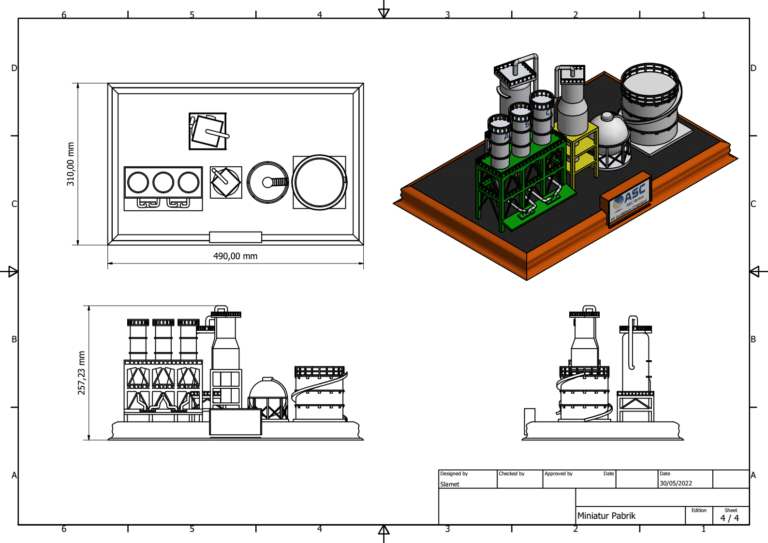 6 5 4 3 2 1
D D
310,00 mm
C C
ASC
490,00 mm
B B
257,23 mm
A A
Designed by Checked by Approved by Date Date
Slamet 30/05/2022
Miniatur Pabrik Edition Sheet
4 / 4
6 5 4 3 2 1